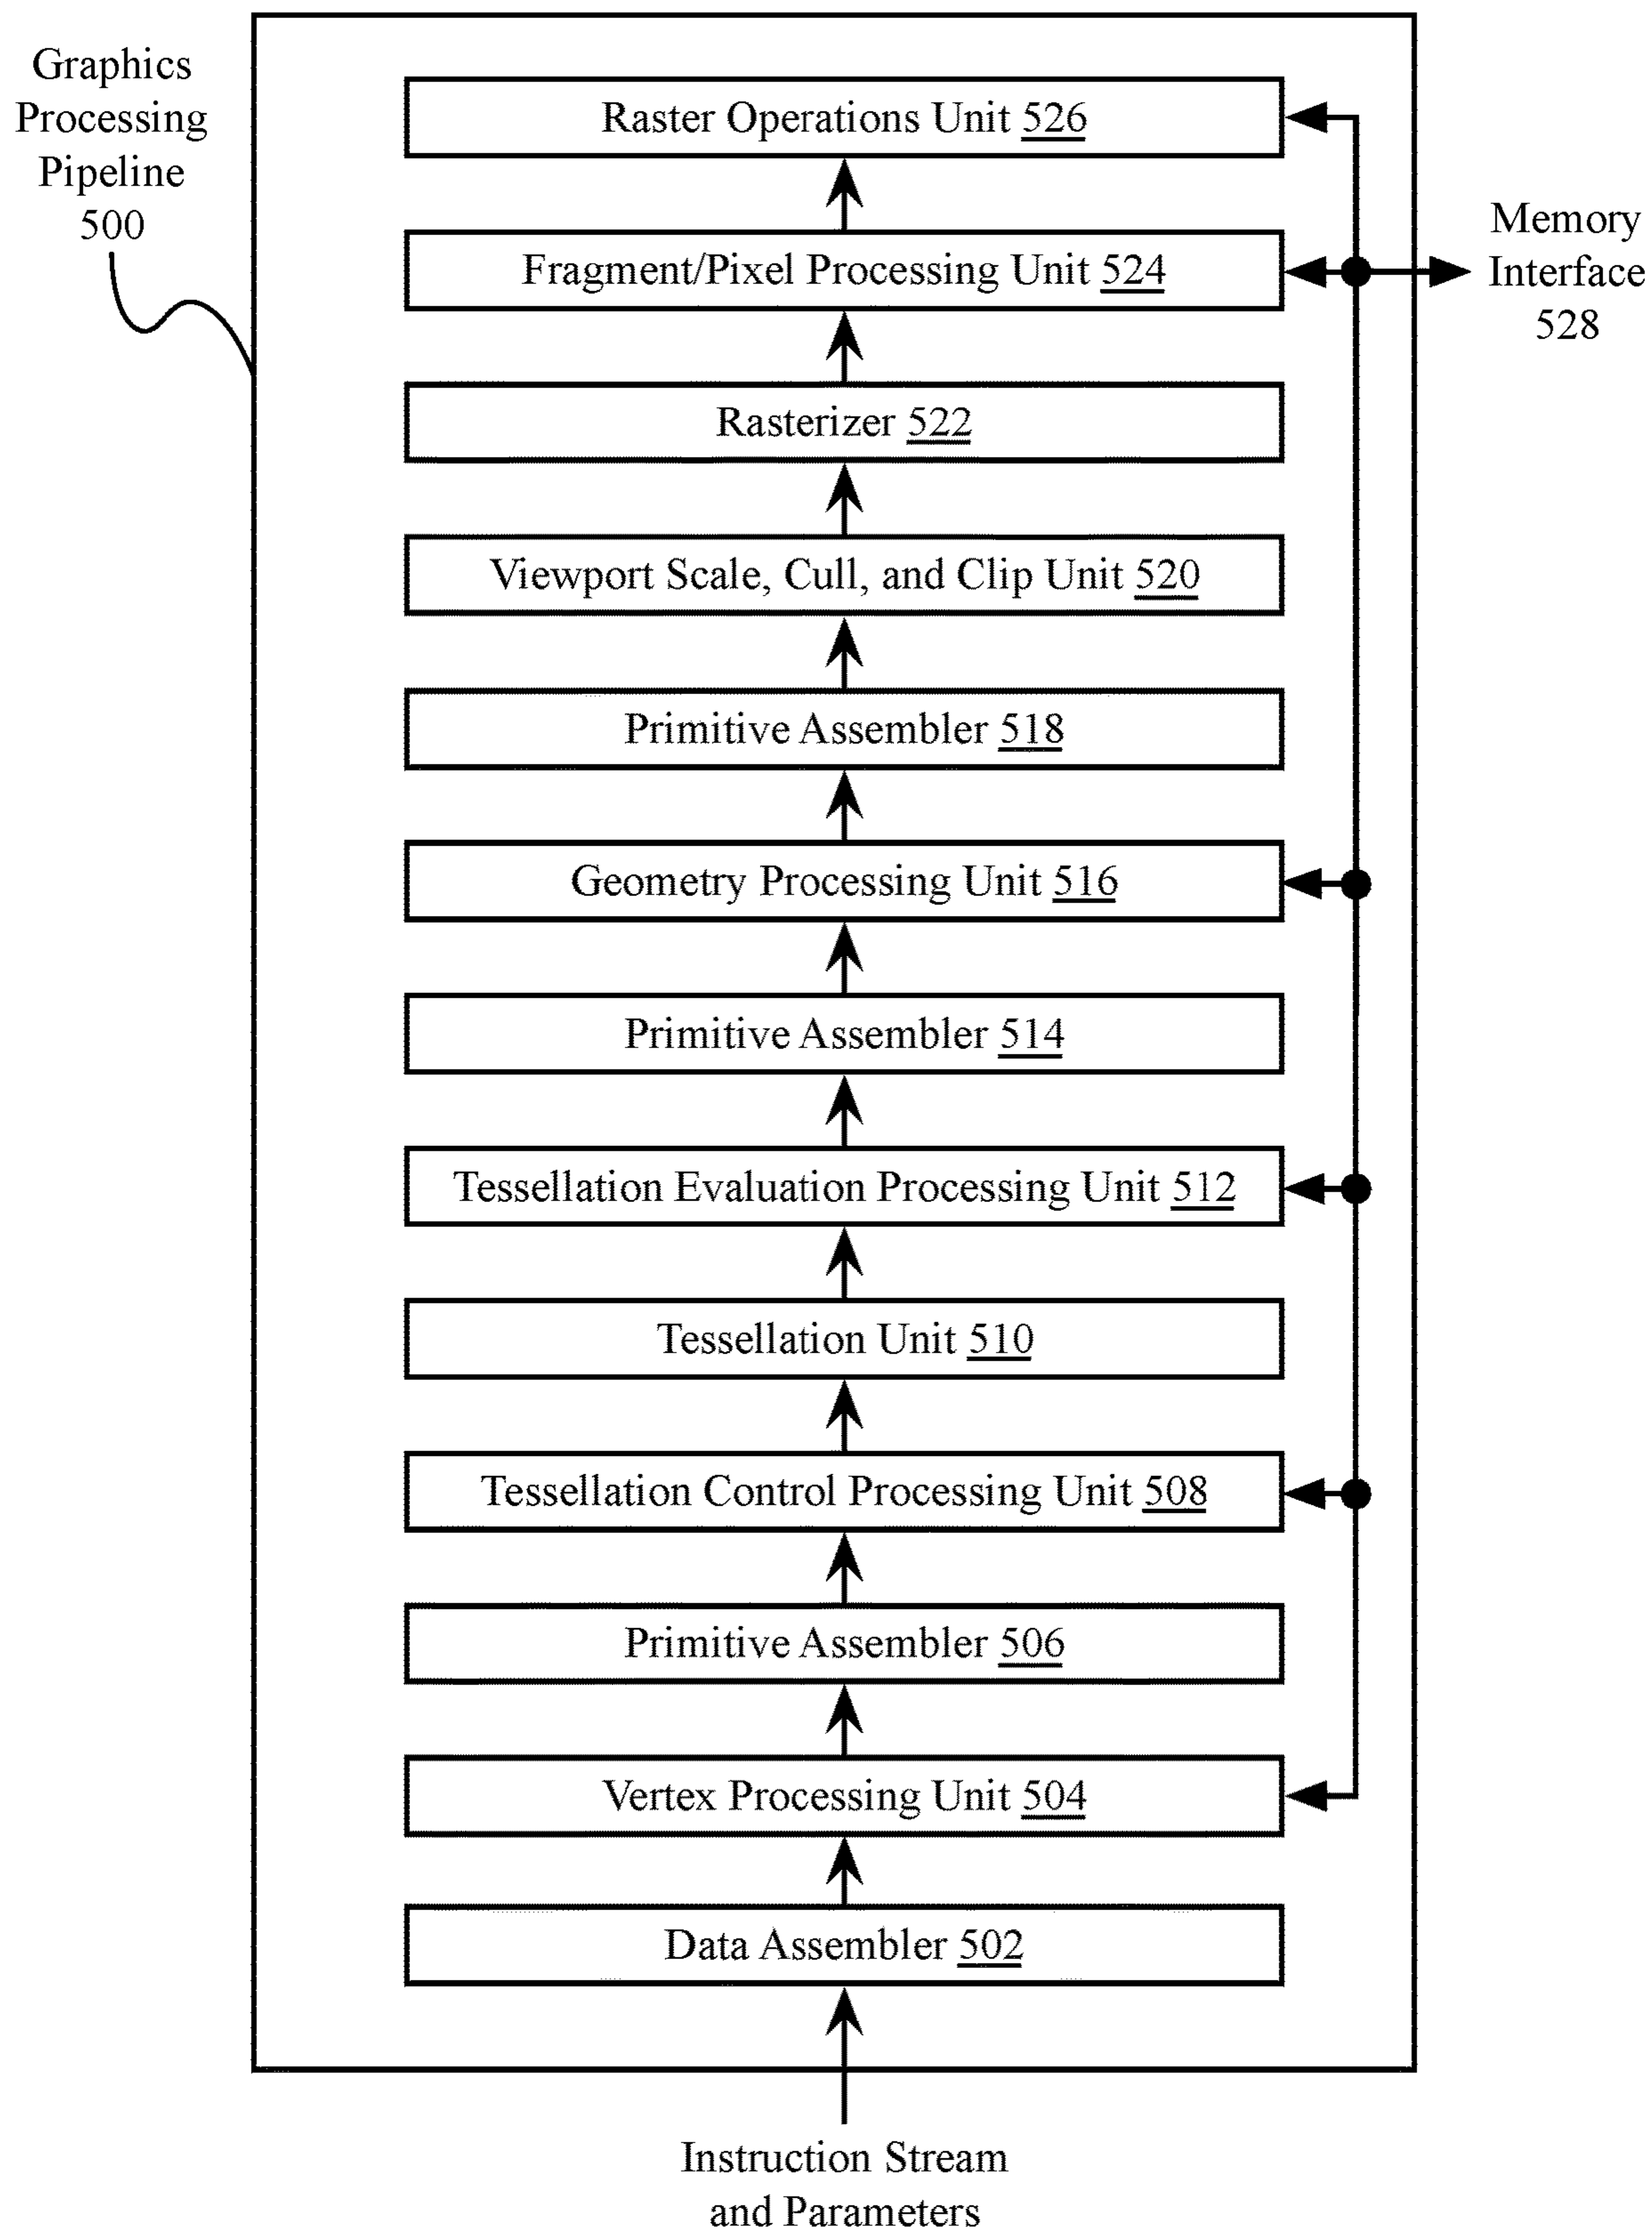 Graphics
Processing
Pipeline
500
Raster Operations Unit 526
Fragment/Pixel Processing Unit 524
Memory
Interface
528
Rasterizer 522
Viewport Scale, Cull, and Clip Unit 520
Primitive Assembler 518
Geometry Processing Unit 516
Primitive Assembler 514
Tessellation Evaluation Processing Unit 512
Tessellation Unit 510
Tessellation Control Processing Unit 508
Primitive Assembler 506
Vertex Processing Unit 504
Data Assembler 502
Instruction Stream
and Parameters